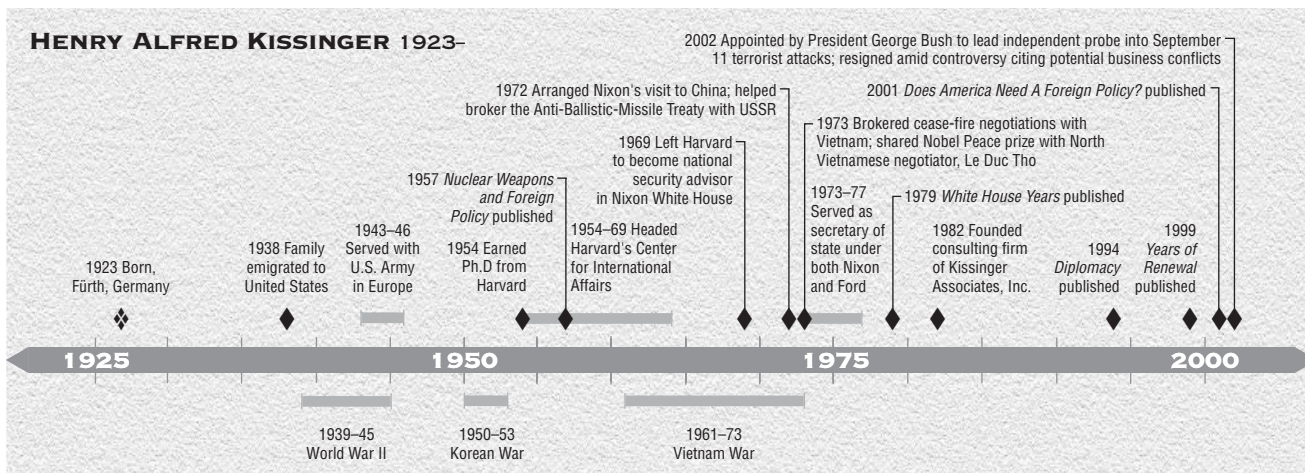 HENRY ALFRED KISSINGER 1923–
2002 Appointed by President George Bush to lead independent probe into September
11 terrorist attacks; resigned amid controversy citing potential business conflicts
1972 Arranged Nixon's visit to China; helped
broker the Anti-Ballistic-Missile Treaty with USSR
2001 Does America Need A Foreign Policy? published
1969 Left Harvard
to become national
security advisor
in Nixon White House
1973 Brokered cease-fire negotiations with
Vietnam; shared Nobel Peace prize with North
Vietnamese negotiator, Le Duc Tho
1957 Nuclear Weapons
and Foreign
Policy published
1973–77
Served as
secretary of
state under
both Nixon
and Ford
1979 White House Years published
1923 Born,
Fürth, Germany
1938 Family
emigrated to
United States
1943–46
Served with
U.S. Army
in Europe
1954 Earned
Ph.D from
Harvard
1954–69 Headed
Harvard's Center
for International
Affairs
1982 Founded
consulting firm
of Kissinger
Associates, Inc.
1994
Diplomacy
published
1999
Years of
Renewal
published
1925
1950
1975
2000
1939–45
World War II
1950–53
Korean War
1961–73
Vietnam War